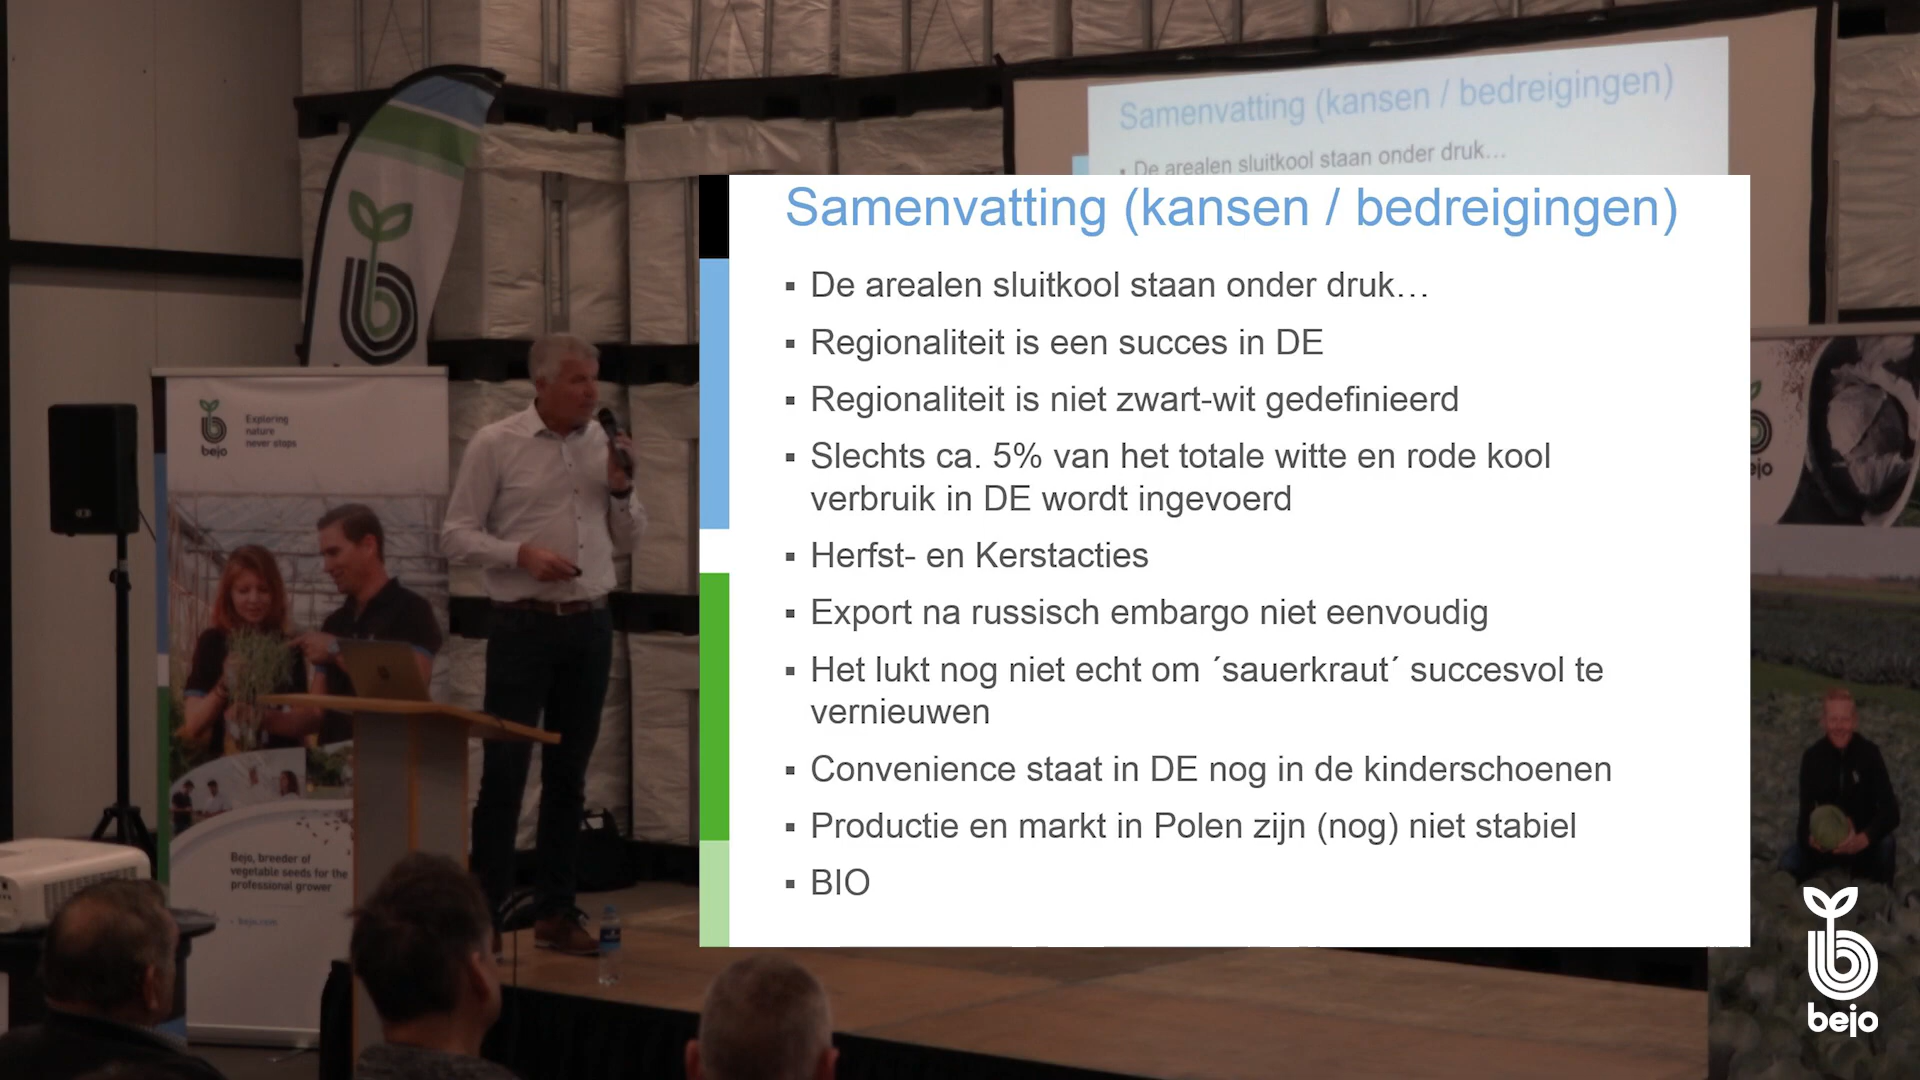 Samenvatting (kansen / bedreigingen)
▪ De arealen sluitkool staan onder druk...
Samenvatting (kansen / bedreigingen)
▪ De arealen sluitkool staan onder druk…
▪ Regionaliteit is een succes in DE
▪ Regionaliteit is niet zwart-wit gedefinieerd
▪ Slechts ca. 5% van het totale witte en rode kool
verbruik in DE wordt ingevoerd
▪ Herfst- en Kerstacties
▪ Export na russisch embargo niet eenvoudig
▪ Het lukt nog niet echt om ´sauerkraut´ succesvol te
vernieuwen
▪ Convenience staat in DE nog in de kinderschoenen
▪ Productie en markt in Polen zijn (nog) niet stabiel
▪ BIO
bejo
Exploring
nature
never stops
Bejo, breeder of
vegetable seeds for the
professional grower
bejo.com
bejo